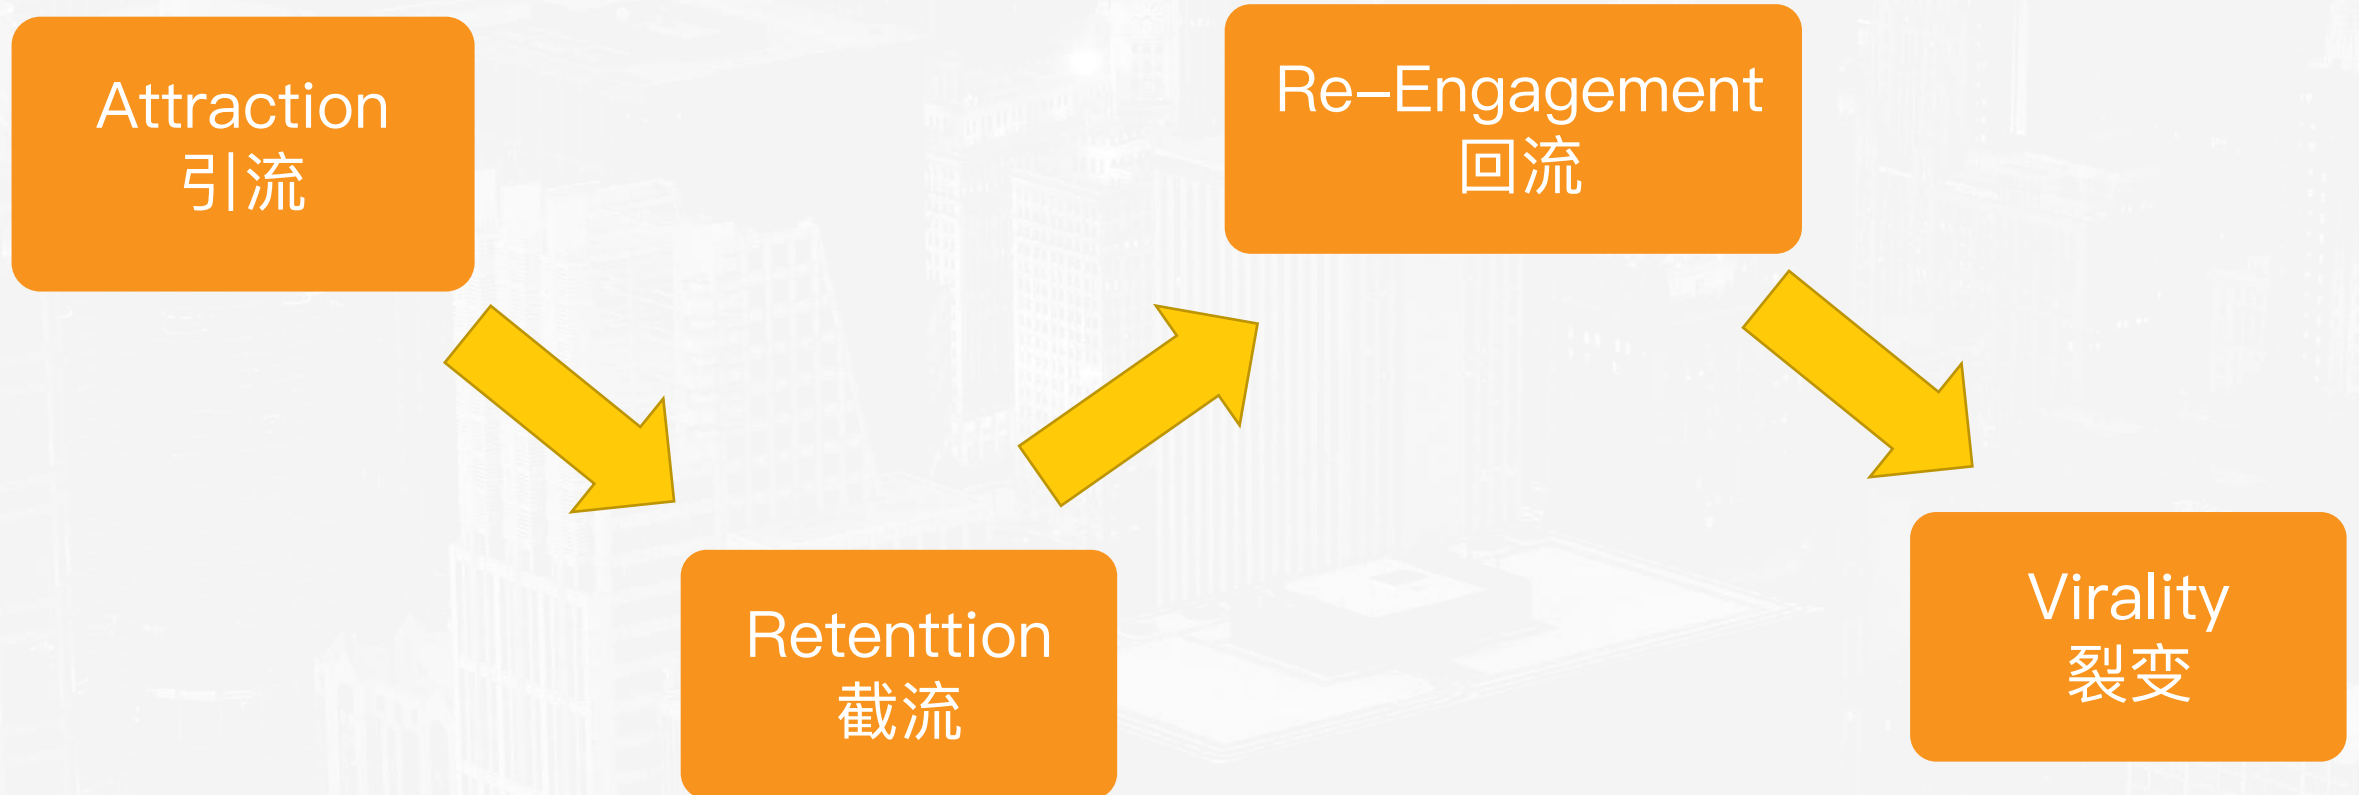 Attraction
引流
Retenttion
截流
Re–Engagement
回流
Virality
裂变